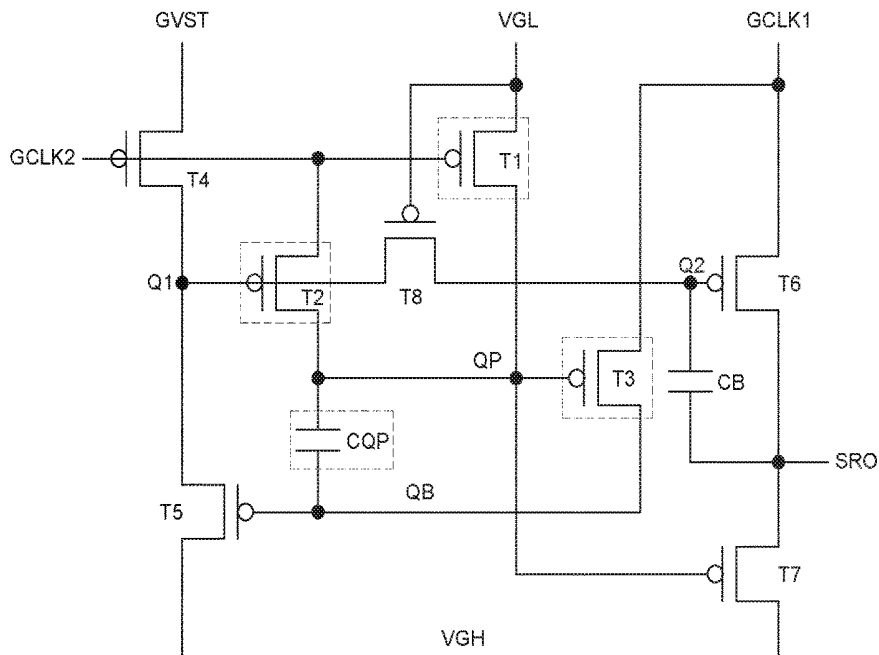 GVST VGL GCLK1
GCLK2 T4 T1
Q1 T2 T8 Q2 T6
QP T3 CB
CQP
SRO
T5 QB
T7
VGH